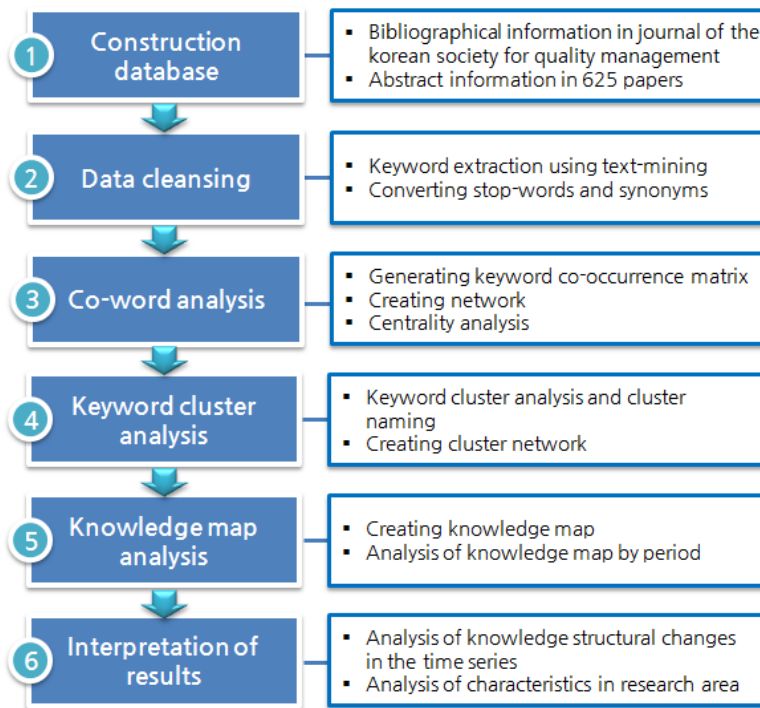 1
Construction
database
▪ Bibliographical information in journal of the
korean society for quality management
▪ Abstract information in 625 papers
2
Data cleansing
▪ Keyword extraction using text-mining
▪ Converting stop-words and synonyms
3
Co-word analysis
▪ Generating keyword co-occurrence matrix
▪ Creating network
▪ Centrality analysis
4
Keyword cluster
analysis
▪ Keyword cluster analysis and cluster
naming
▪ Creating cluster network
5
Knowledge map
analysis
▪ Creating knowledge map
▪ Analysis of knowledge map by period
6
Interpretation of
results
▪ Analysis of knowledge structural changes
in the time series
▪ Analysis of characteristics in research area